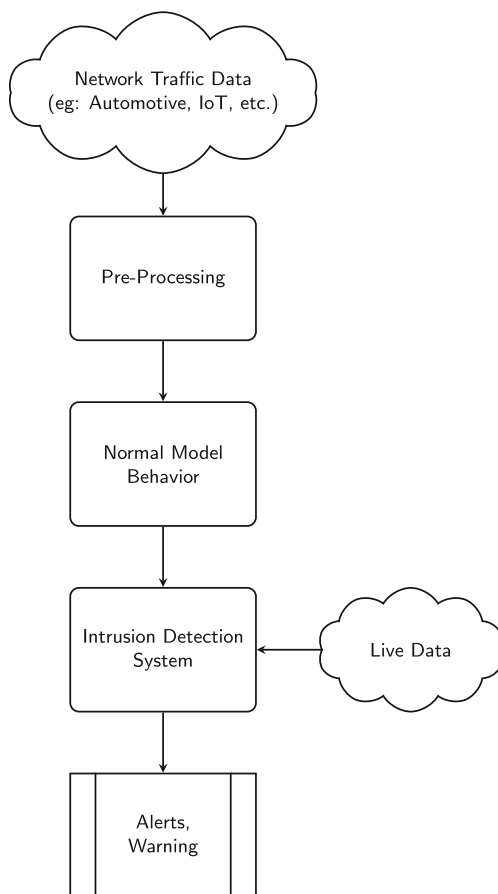 Network Traffic Data
(eg: Automotive, IoT, etc.)
Pre-Processing
Normal Model
Behavior
Intrusion Detection
System
Live Data
Alerts,
Warning